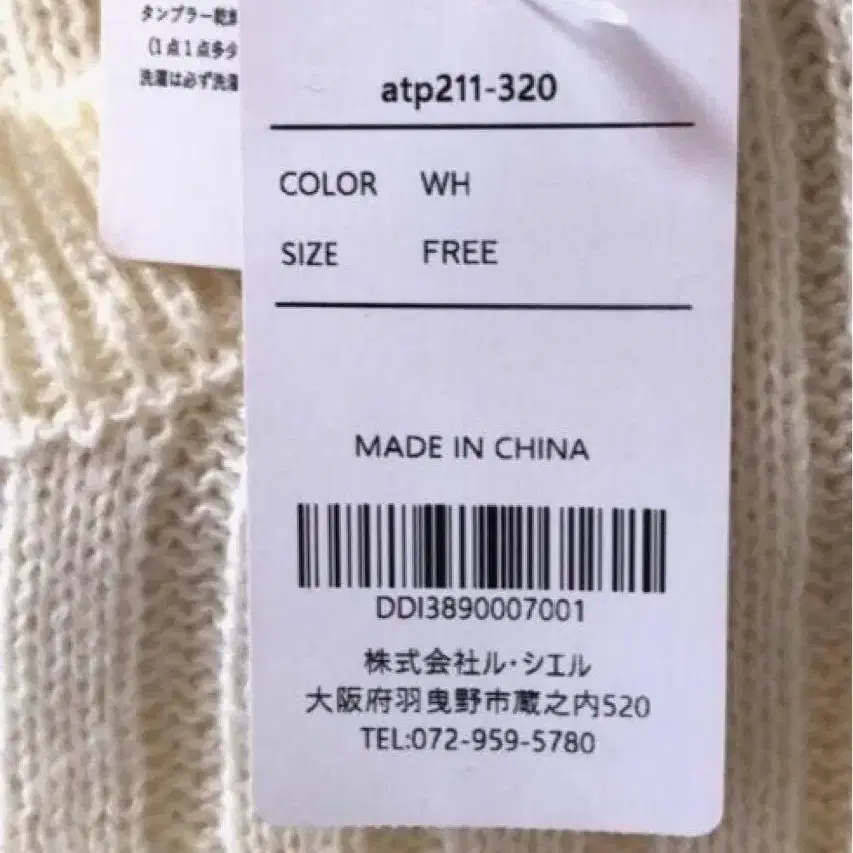 タンブラー乾燥
(1点1点多少
洗濯は必ず洗濯
atp211-320
COLOR WH
SIZE FREE
MADE IN CHINA
DDI3890007001
株式会社ル・シエル
大阪府羽曳野市蔵之内520
TEL:072-959-5780